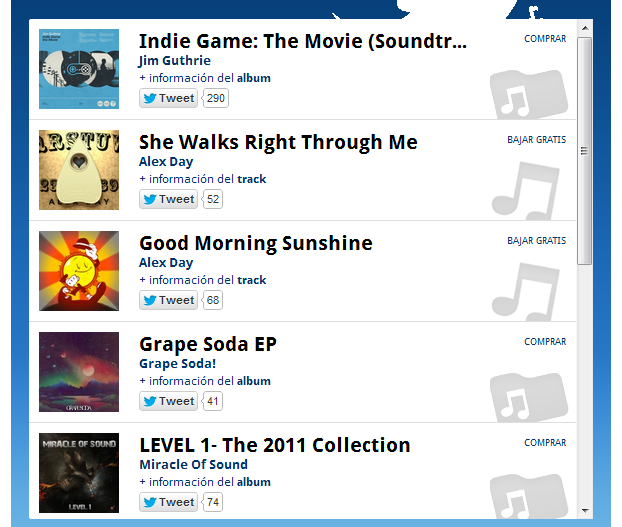 Indie Game: The Movie (Soundtr...
COMPRAR
Jim Guthrie
+ información del album
Tweet 290
She Walks Right Through Me
BAJAR GRATIS
Alex Day
+ información del track
Tweet 52
Good Morning Sunshine
BAJAR GRATIS
Alex Day
+ información del track
Tweet 68
Grape Soda EP
COMPRAR
Grape Soda!
+ información del album
Tweet 41
GRAPESODA
LEVEL 1- The 2011 Collection
COMPRAR
MIRACLE OF SOUND
Miracle Of Sound
+ información del album
Tweet 74
LEVEL 1